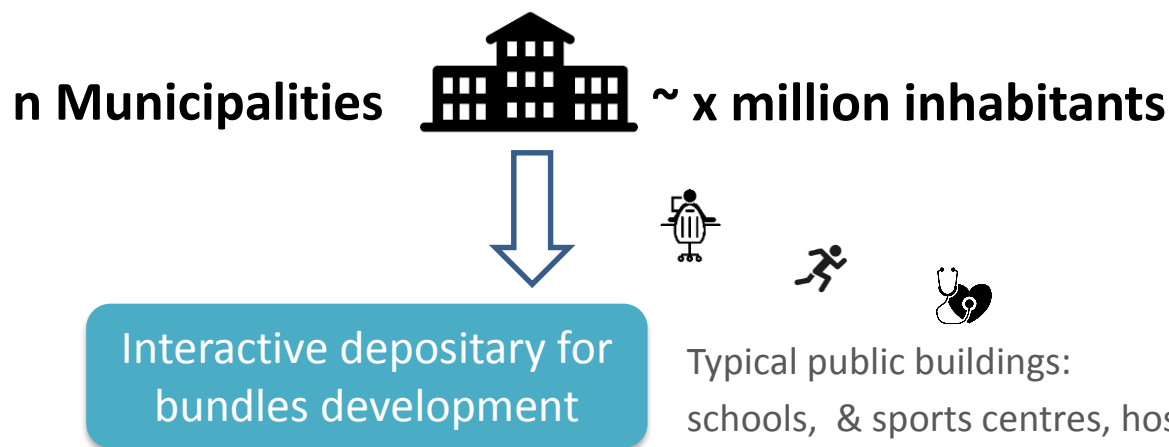 n Municipalities ~ x million inhabitants
Interactive depositary for
bundles development
Typical public buildings:
schools, & sports centres,